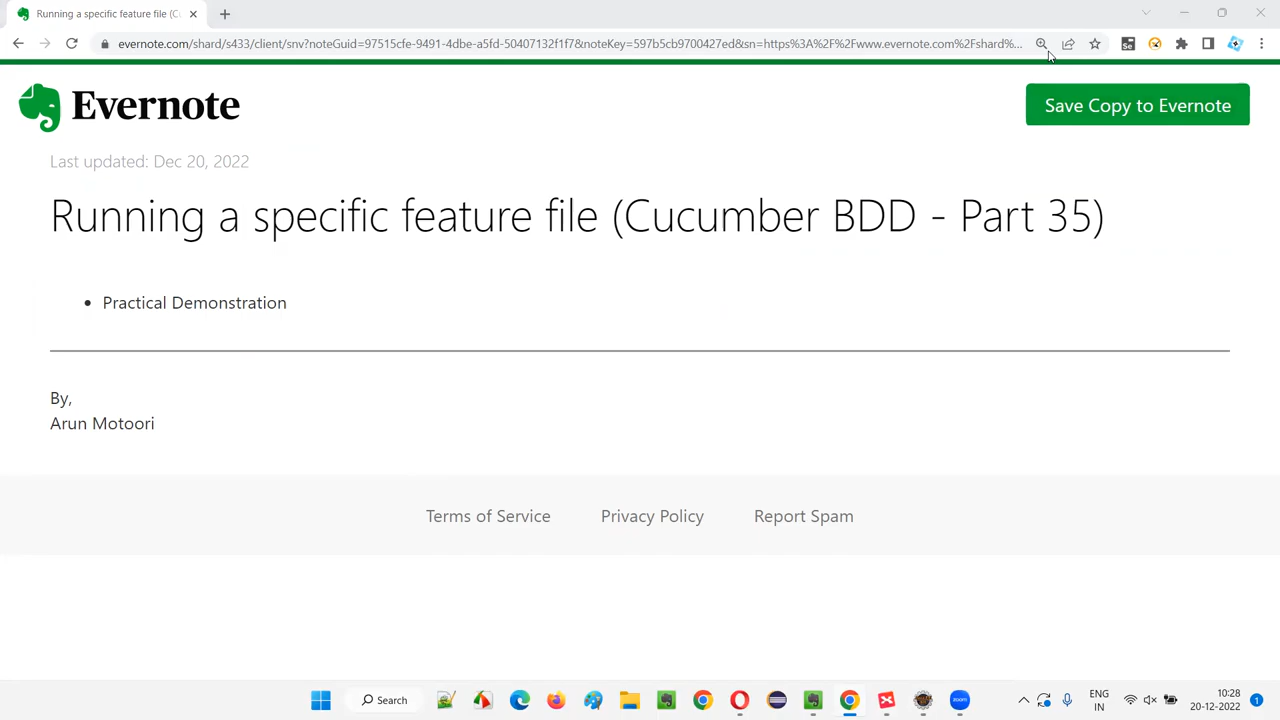 Running a specific feature file (C
evernote.com/shard/s433/client/snv?noteGuid=97515cfe-9301-4dbe-a5fd-50407132f1f7&noteKey=597b5cb9700427ed&sn=https%3A%2F%2Fwww.evernote.com%2Fshard%...
Evernote
Save Copy to Evernote
Last updated: Dec 20, 2022
Running a specific feature file (Cucumber BDD - Part 35)
• Practical Demonstration
By,
Arun Motoori
Terms of Service Privacy Policy Report Spam
Search
zoom
ENG
IN
10:28
20-12-2022
1